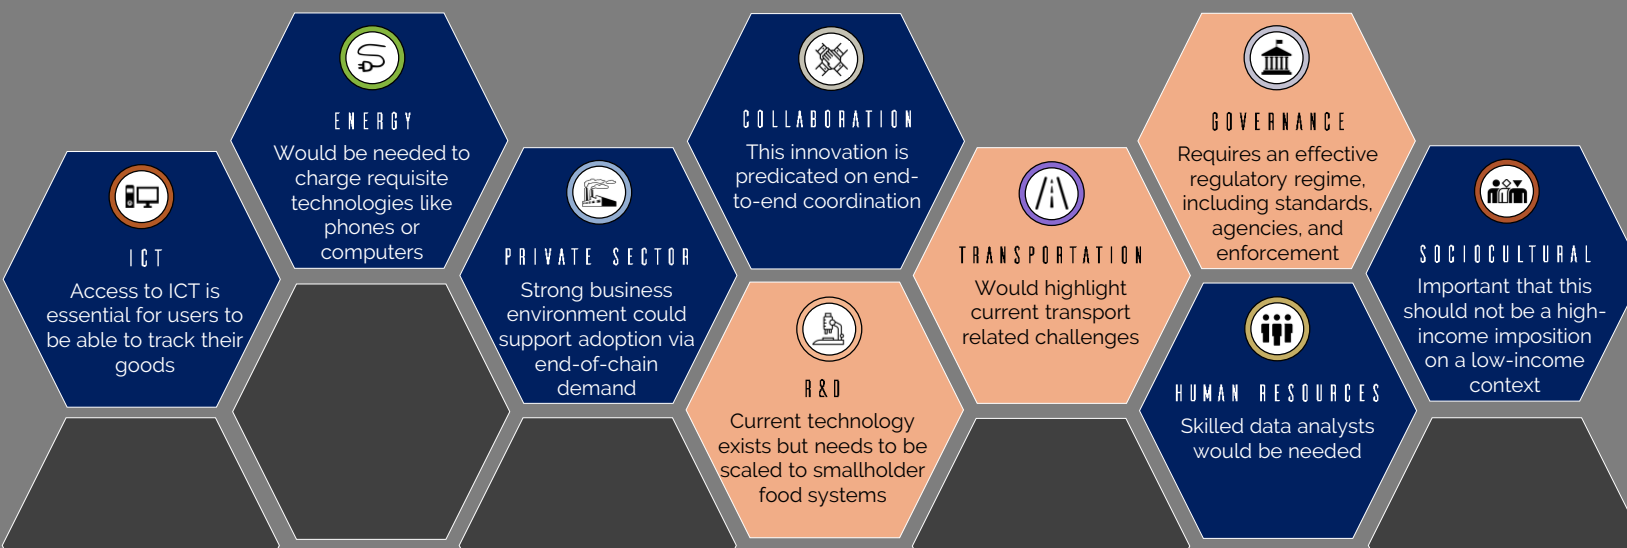 ICT
Access to ICT is
essential for users to
be able to track their
goods
ENERGY
Would be needed to
charge requisite
technologies like
phones or
computers
PRIVATE SECTOR
Strong business
environment could
support adoption via
end-of-chain
demand
COLLABORATION
This innovation is
predicated on end-
to-end coordination
R&D
Current technology
exists but needs to be
scaled to smallholder
food systems
TRANSPORTATION
Would highlight
current transport
related challenges
GOVERNANCE
Requires an effective
regulatory regime,
including standards,
agencies, and
enforcement
HUMAN RESOURCES
Skilled data analysts
would be needed
SOCIOCULTURAL
Important that this
should not be a high-
income imposition
on a low-income
context